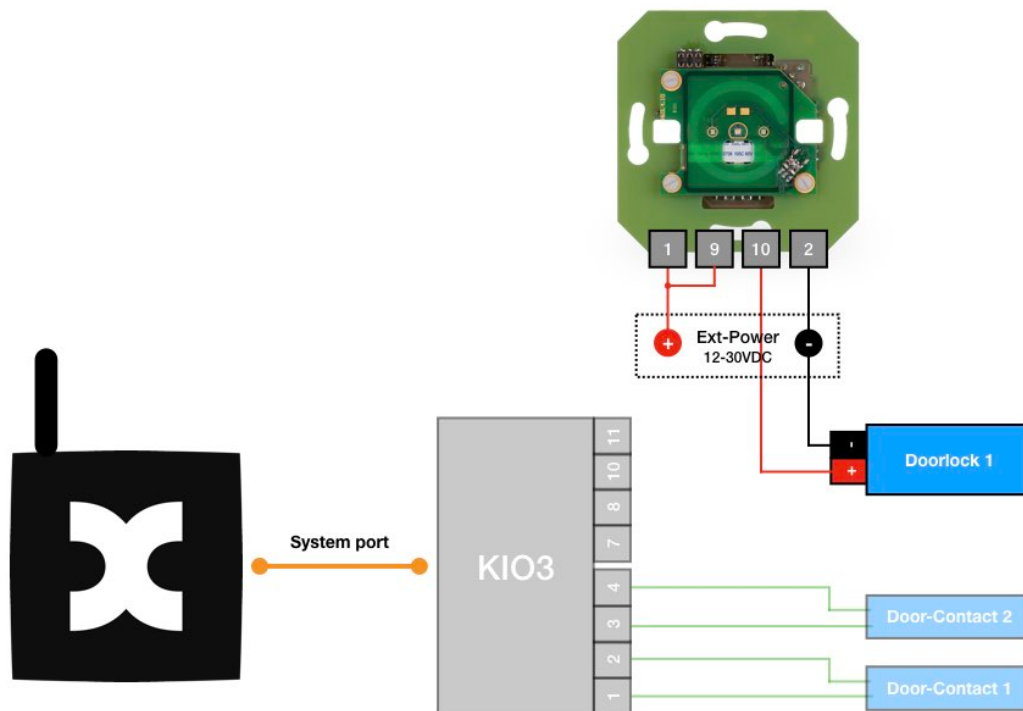 1 9 10 2
+ Ext-Power -
12-30VDC
-
+
Doorlock 1
System port
KIO3
11
10
8
7
4
3
2
1
Door-Contact 2
Door-Contact 1